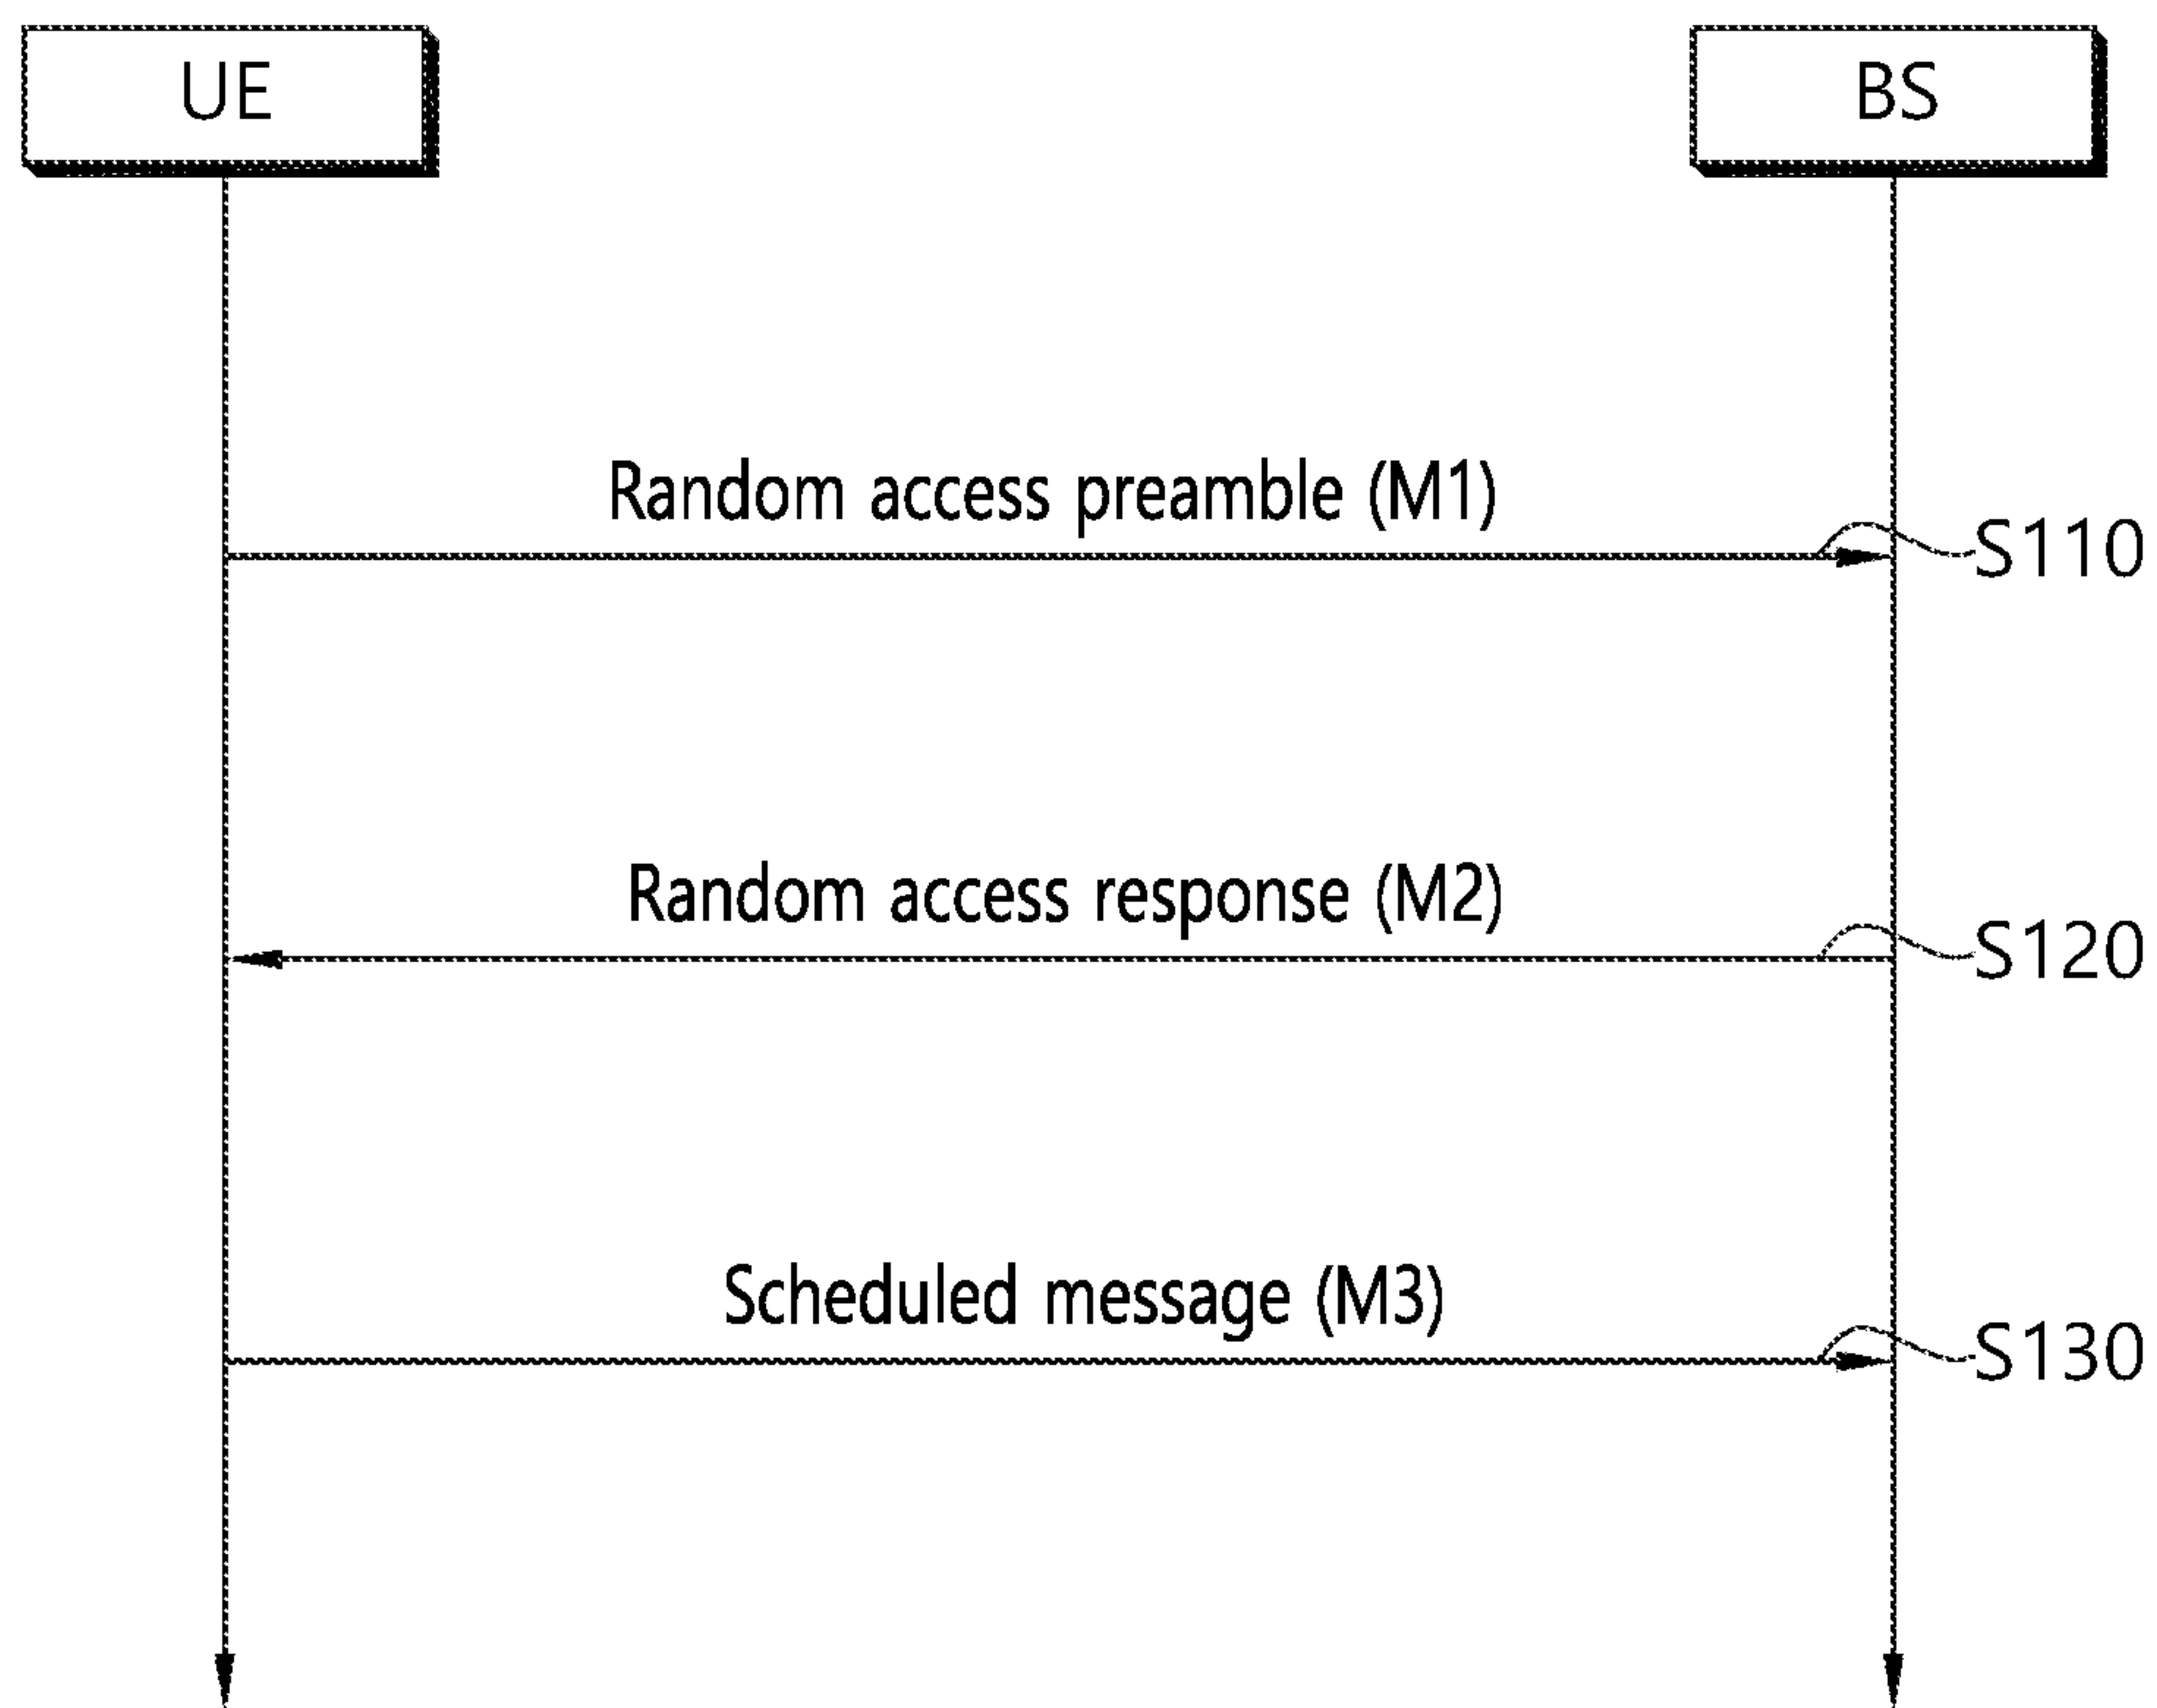 UE
BS
Random access preamble (M1)
S110
Random access response (M2)
S120
Scheduled message (M3)
S130